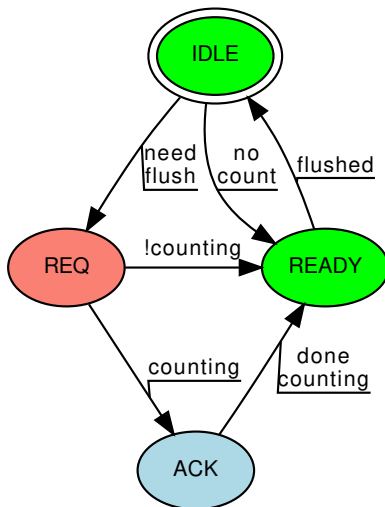 IDLE
need
flush
no
count
flushed
REQ
!counting
READY
counting
done
counting
ACK